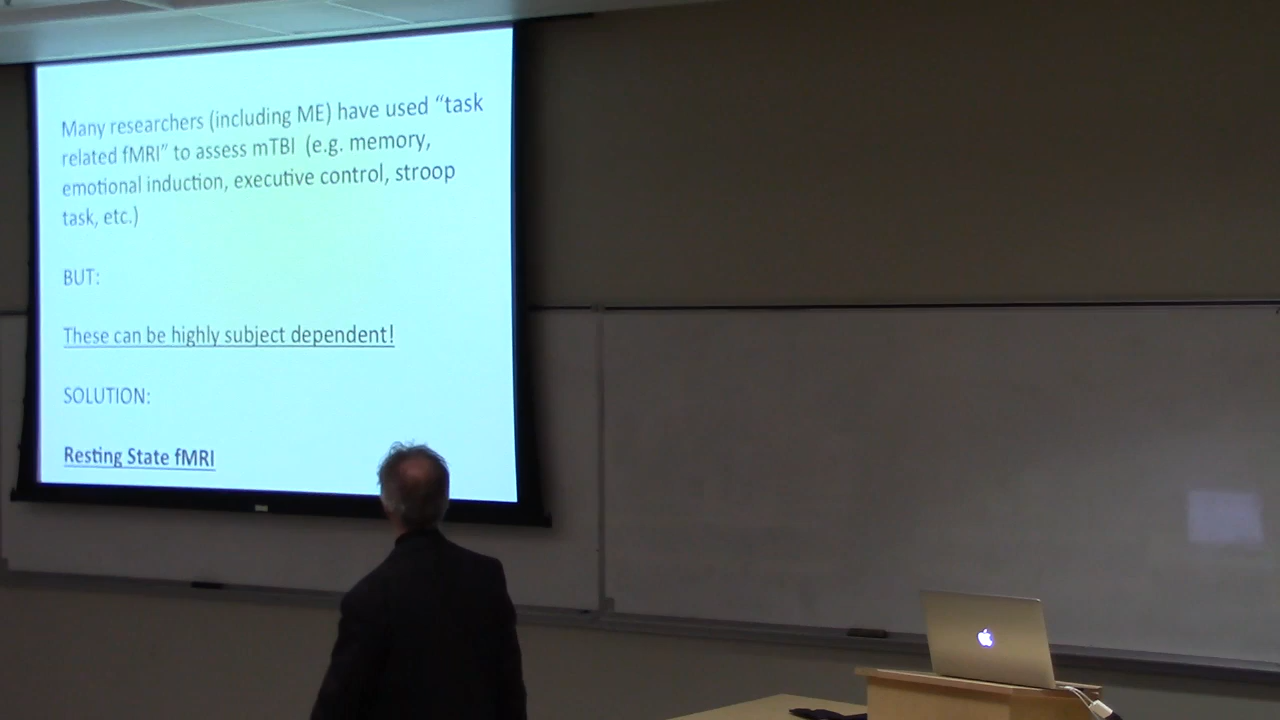 Many researchers (including ME) have used “task
related fMRI” to assess mTBI (e.g. memory,
emotional induction, executive control, stroop
task, etc.)
BUT:
These can be highly subject dependent!
SOLUTION:
Resting State fMRI